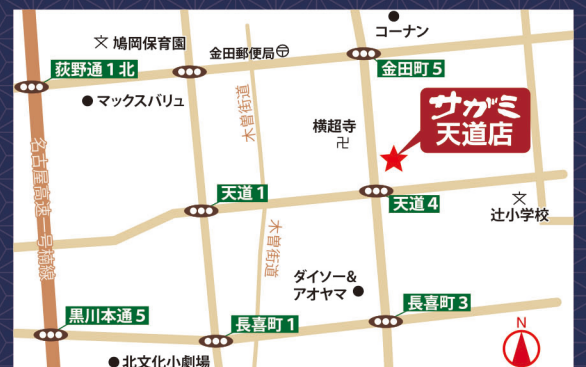 コーナン
文 鳩岡保育園
金田郵便局〶
荻野通1北
金田町5
マックスバリュ
木曽街道
横超寺
卍
サガミ
天道店
名古屋高速一号楠線
天道1
天道4
文
辻小学校
木曽街道
ダイソー&
アオヤマ
黒川本通5
長喜町1
長喜町3
北文化小劇場
N